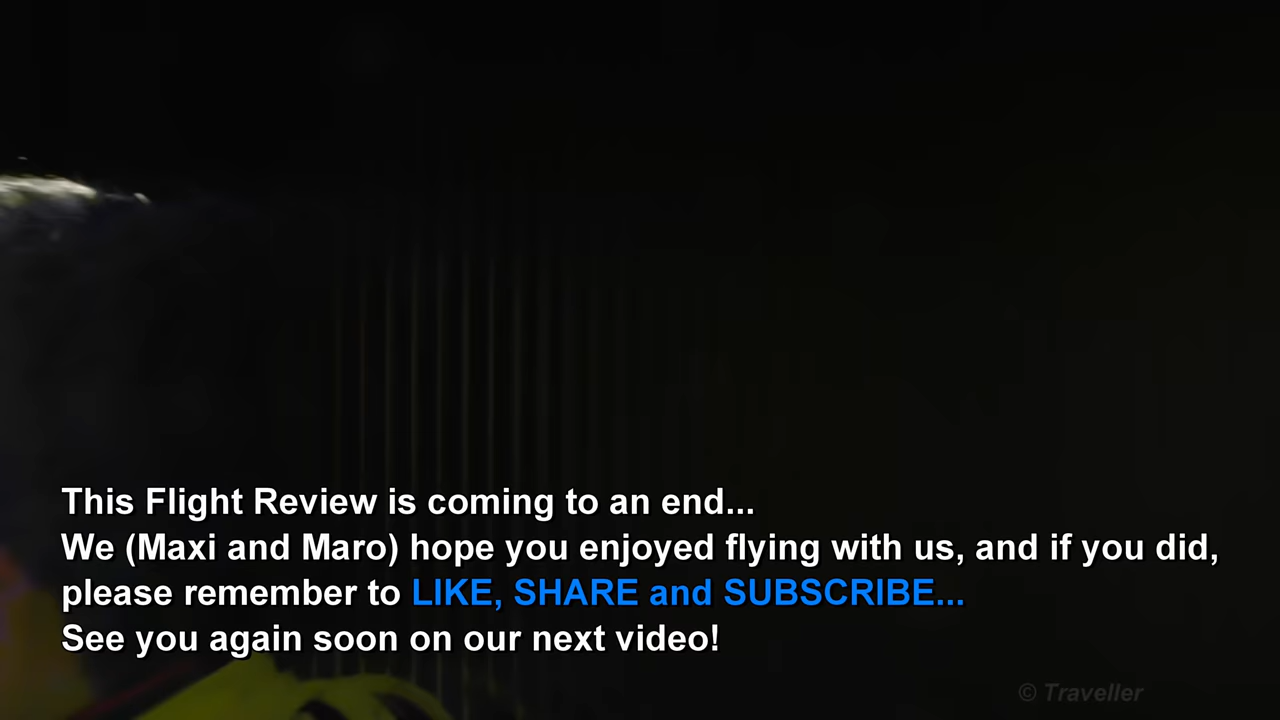 This Flight Review is coming to an end...
We (Maxi and Maro) hope you enjoyed flying with us, and if you did,
please remember to LIKE, SHARE and SUBSCRIBE...
See you again soon on our next video!
© Traveller